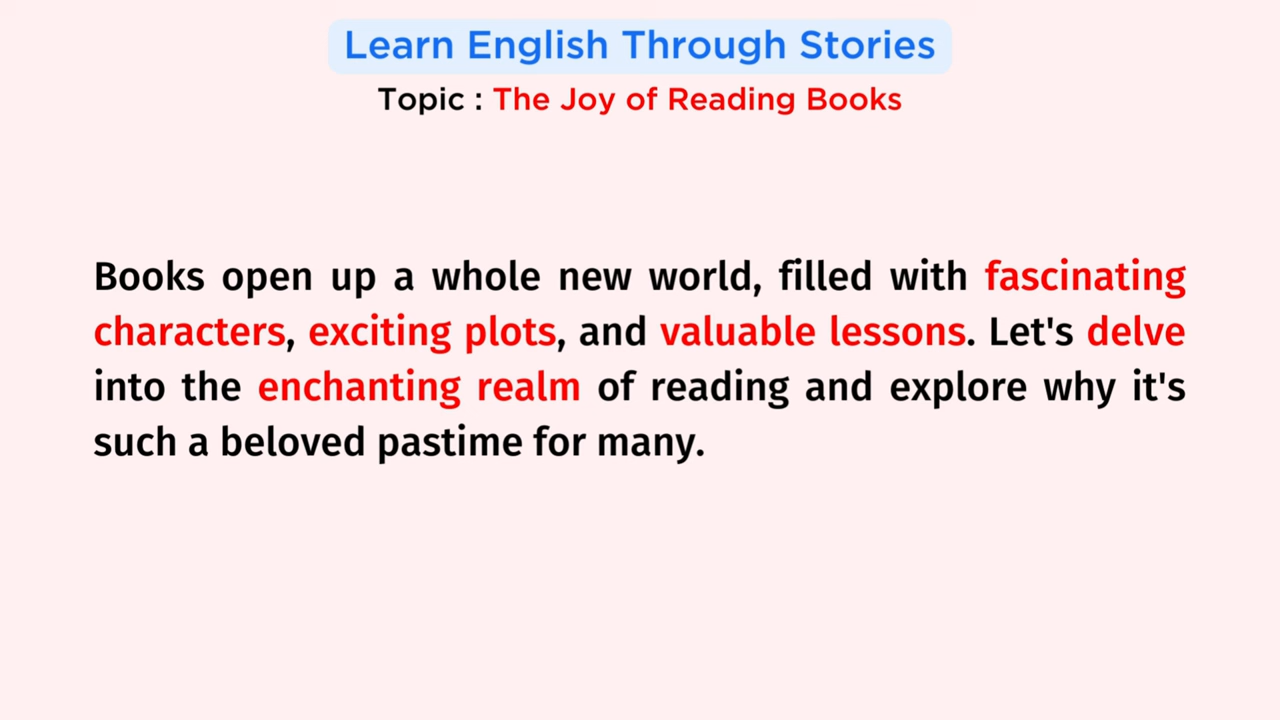 Learn English Through Stories
Topic : The Joy of Reading Books
Books open up a whole new world, filled with fascinating
characters, exciting plots, and valuable lessons. Let's delve
into the enchanting realm of reading and explore why it's
such a beloved pastime for many.